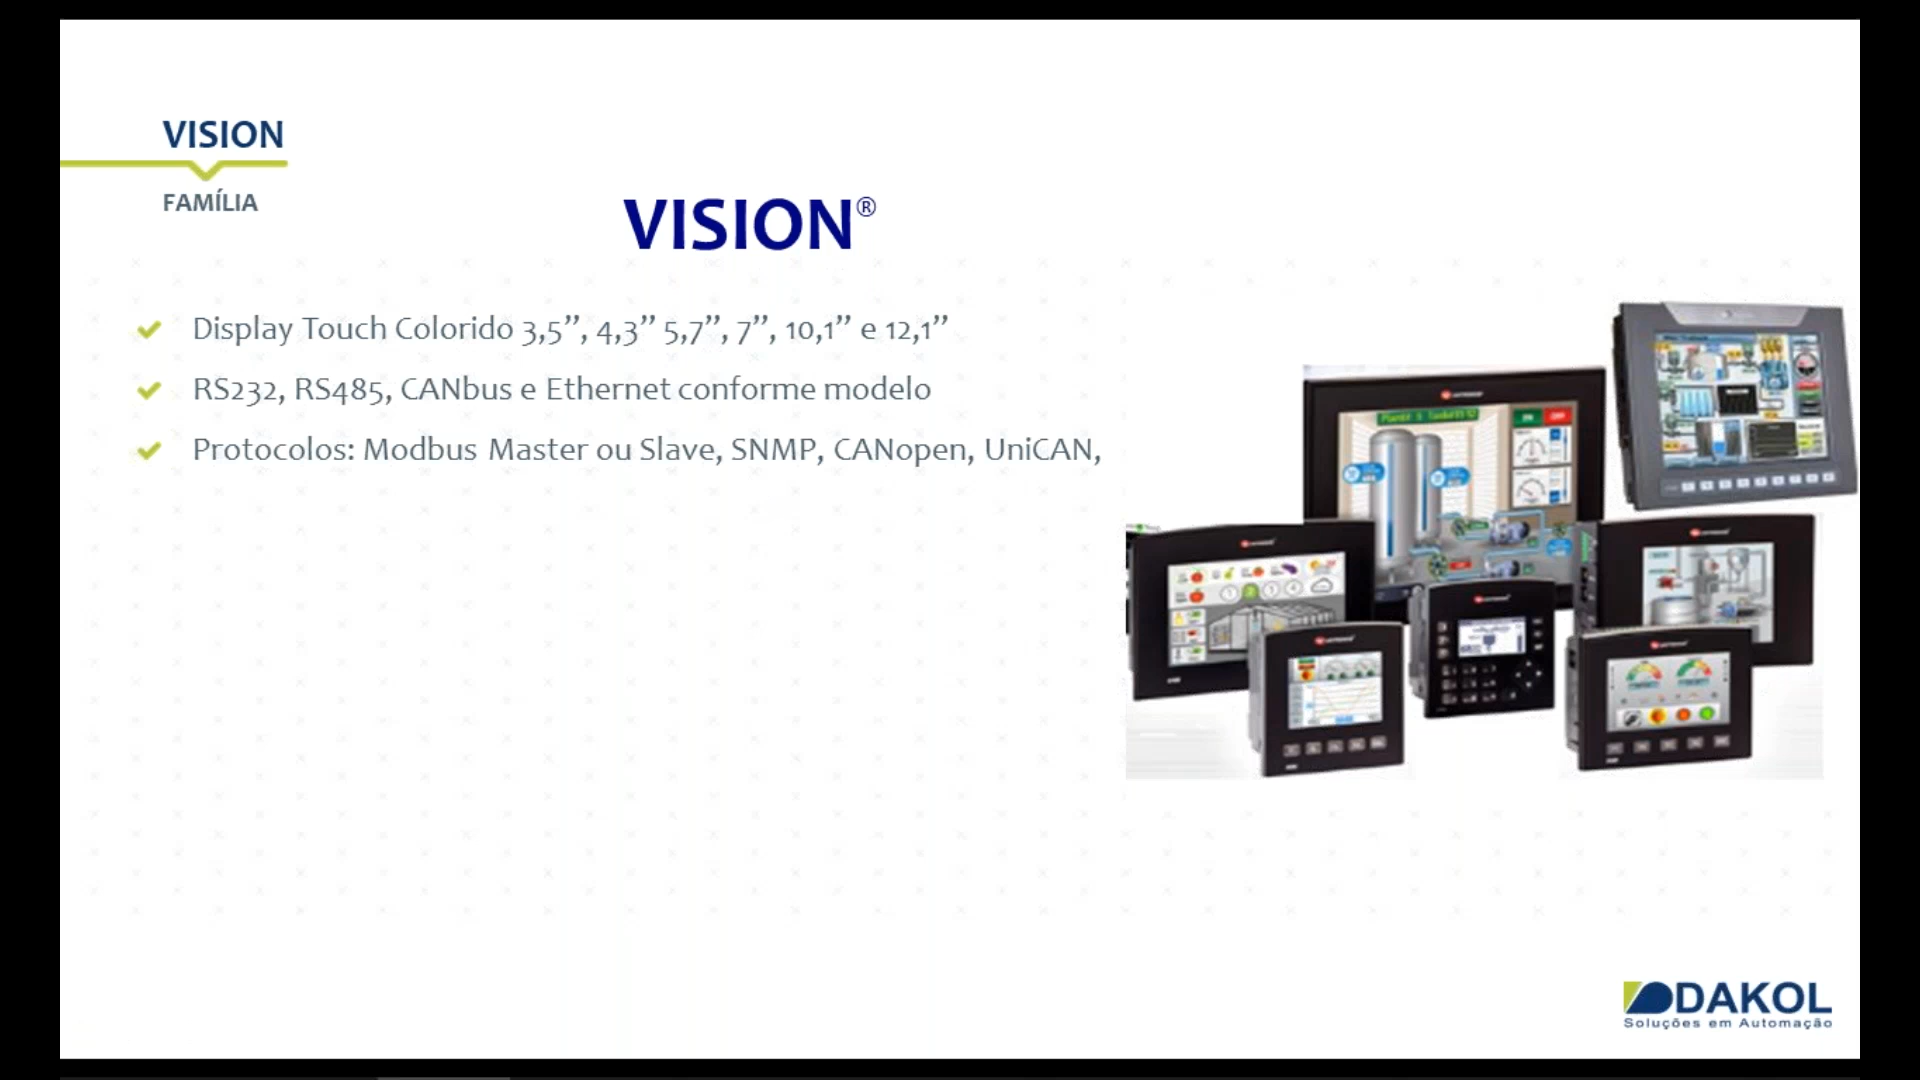 VISION
FAMÍLIA
VISION®
Display Touch Colorido 3,5”, 4,3” 5,7”, 7”, 10,1” e 12,1”
RS232, RS485, CANbus e Ethernet conforme modelo
Protocolos: Modbus Master ou Slave, SNMP, CANopen, UniCAN,
DAKOL
Soluções em Automação